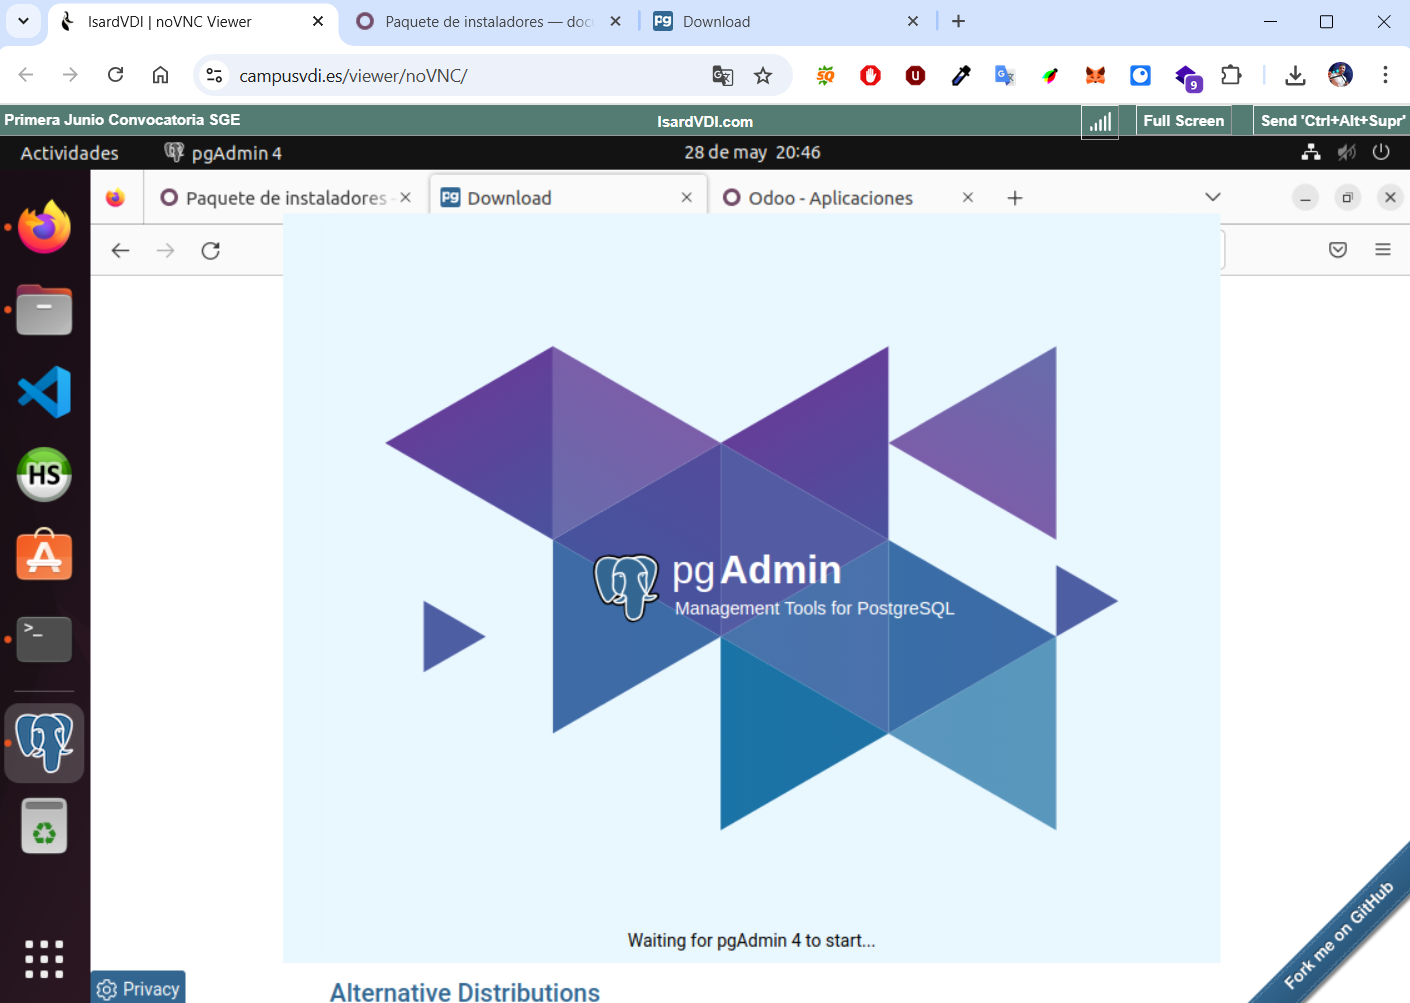 IsardVDI | noVNC Viewer
Paquete de instaladores — doc
Download
campusvdi.es/viewer/noVNC/
9
Primera Junio Convocatoria SGE
IsardVDI.com
Full Screen
Send 'Ctrl+Alt+Supr'
Actividades
pgAdmin 4
28 de may 20:46
Paquete de instaladores
Download
Odoo - Aplicaciones
HS
pgAdmin
Management Tools for PostgreSQL
Waiting for pgAdmin 4 to start...
Fork me on GitHub
Privacy
Alternative Distributions